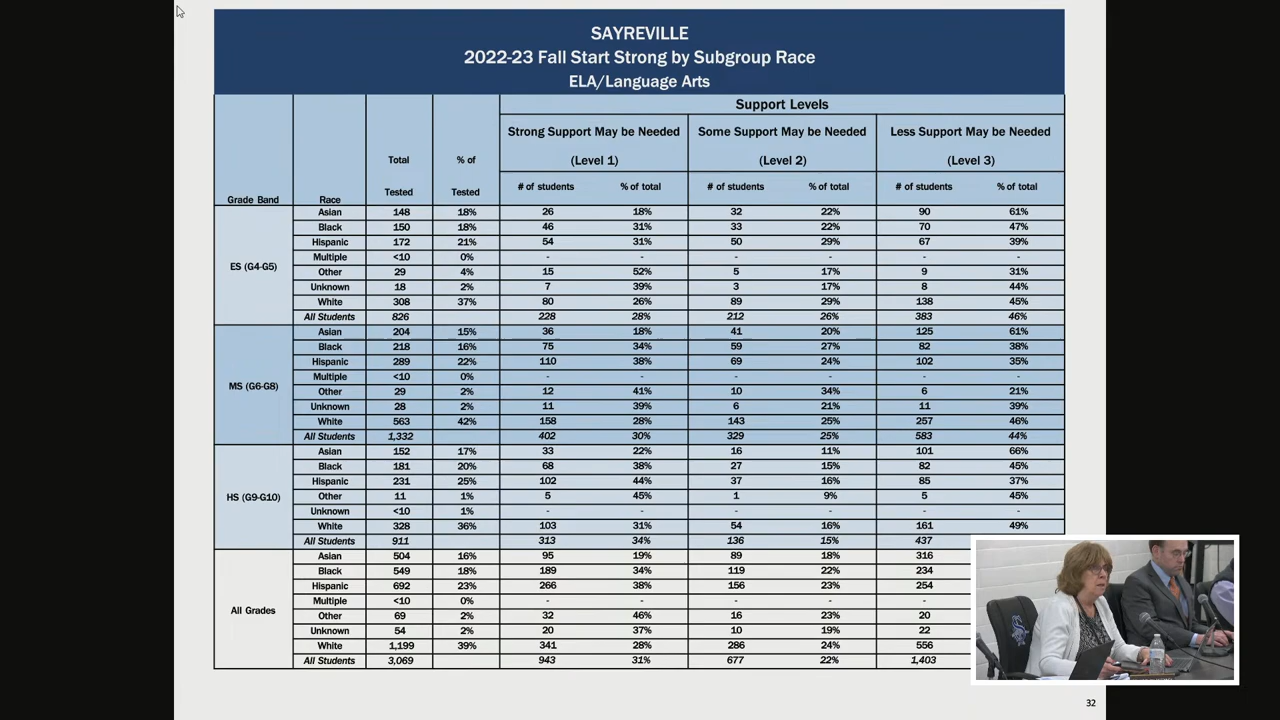 SAYREVILLE
2022-23 Fall Start Strong by Subgroup Race
ELA/Language Arts
Support Levels
Strong Support May be Needed Some Support May be Needed Less Support May be Needed
Total % of (Level 1) (Level 2) (Level 3)
Grade Band Race Tested Tested # of students % of total # of students % of total # of students % of total
Asian 148 18% 26 18% 32 22% 90 61%
Black 150 18% 46 31% 33 22% 70 47%
Hispanic 172 21% 54 31% 50 29% 67 39%
Multiple <10 0% - - - - - -
ES (G4-G5) Other 29 4% 15 52% 5 17% 9 31%
Unknown 18 2% 7 39% 3 17% 8 44%
White 308 37% 80 26% 89 29% 138 45%
All Students 826 228 28% 212 26% 383 46%
Asian 204 15% 36 18% 41 20% 125 61%
Black 218 16% 75 34% 59 27% 82 38%
Hispanic 289 22% 110 38% 69 24% 102 35%
Multiple <10 0% - - - - - -
MS (G6-G8) Other 29 2% 12 41% 10 34% 6 21%
Unknown 28 2% 11 39% 6 21% 11 39%
White 563 42% 158 28% 143 25% 257 46%
All Students 1,332 402 30% 329 25% 583 44%
Asian 152 17% 33 22% 16 11% 101 66%
Black 181 20% 68 38% 27 15% 82 45%
Hispanic 231 25% 102 44% 37 16% 85 37%
HS (G9-G10) Other 11 1% 5 45% 1 9% 5 45%
Unknown <10 1% - - - - - -
White 328 36% 103 31% 54 16% 161 49%
All Students 911 313 34% 136 15% 437
Asian 504 16% 95 19% 89 18% 316
Black 549 18% 189 34% 119 22% 234
Hispanic 692 23% 266 38% 156 23% 254
Multiple <10 0% - - - - -
All Grades Other 69 2% 32 46% 16 23% 20
Unknown 54 2% 20 37% 10 19% 22
White 1,199 39% 341 28% 286 24% 556
All Students 3,069 943 31% 677 22% 1,403
32